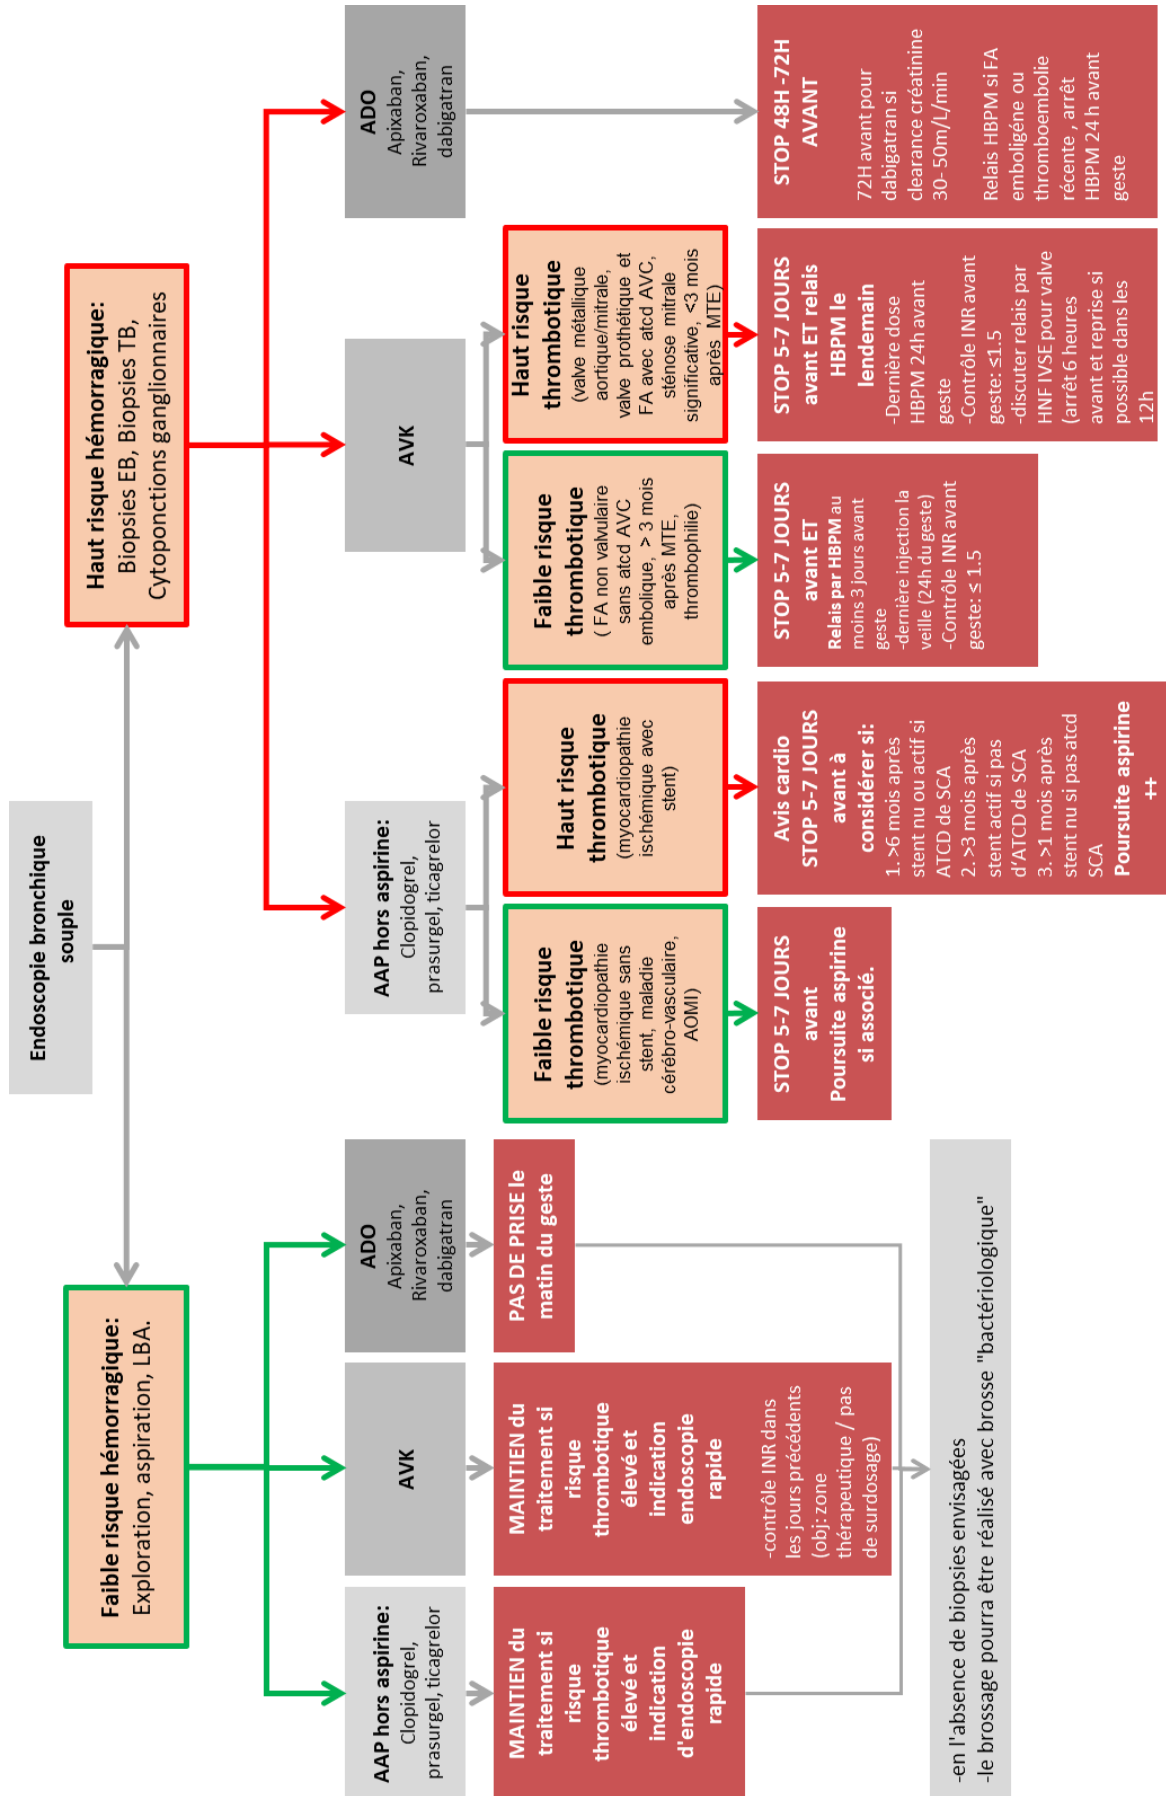 Endoscopie bronchique
souple
Faible risque hémorragique:
Exploration, aspiration, LBA.
Haut risque hémorragique:
Biopsies EB, Biopsies TB,
Cytoponctions ganglionnaires
AAP hors aspirine:
Clopidogrel,
prasurgel, ticagrelor
AVK
ADO
Apixaban,
Rivaroxaban,
dabigatran
AAP hors aspirine:
Clopidogrel,
prasurgel, ticagrelor
AVK
ADO
Apixaban,
Rivaroxaban,
dabigatran
MAINTIEN du
traitement si
risque
thrombotique
élevé et
indication
d'endoscopie
rapide
MAINTIEN du
traitement si
risque
thrombotique
élevé et
indication
endoscopie
rapide
-contrôle INR dans
les jours précédents
(obj: zone
thérapeutique / pas
de surdosage)
PAS DE PRISE le
matin du geste
Faible risque
thrombotique
(myocardiopathie
ischémique sans
stent, maladie
cérébro-vasculaire,
AOMI)
Haut risque
thrombotique
(myocardiopathie
ischémique avec
stent)
Faible risque
thrombotique
( FA non valvulaire
sans atcd AVC
embolique, > 3 mois
après MTE,
thrombophilie)
Haut risque
thrombotique
(valve métallique
aortique/mitrale,
valve prothétique et
FA avec atcd AVC,
sténose mitrale
significative, <3 mois
après MTE)
STOP 5-7 JOURS
avant
Poursuite aspirine
si associé.
Avis cardio
STOP 5-7 JOURS
avant à
considérer si:
1. >6 mois après
stent nu ou actif si
ATCD de SCA
2. >3 mois après
stent actif si pas
d'ATCD de SCA
3. >1 mois après
stent nu si pas atcd
SCA
Poursuite aspirine
++
STOP 5-7 JOURS
avant ET
Relais par HBPM au
moins 3 jours avant
geste
-dernière injection la
veille (24h du geste)
-Contrôle INR avant
geste: ≤ 1.5
STOP 5-7 JOURS
avant ET relais
HBPM le
lendemain
-Dernière dose
HBPM 24h avant
geste
-Contrôle INR avant
geste: ≤1.5
-discuter relais par
HNF IVSE pour valve
(arrêt 6 heures
avant et reprise si
possible dans les
12h
STOP 48H -72H
AVANT
72H avant pour
dabigatran si
clearance créatinine
30- 50m/L/min
Relais HBPM si FA
emboligéne ou
thromboembolie
récente , arrêt
HBPM 24 h avant
geste
-en l'absence de biopsies envisagées
-le brossage pourra être réalisé avec brosse "bactériologique"